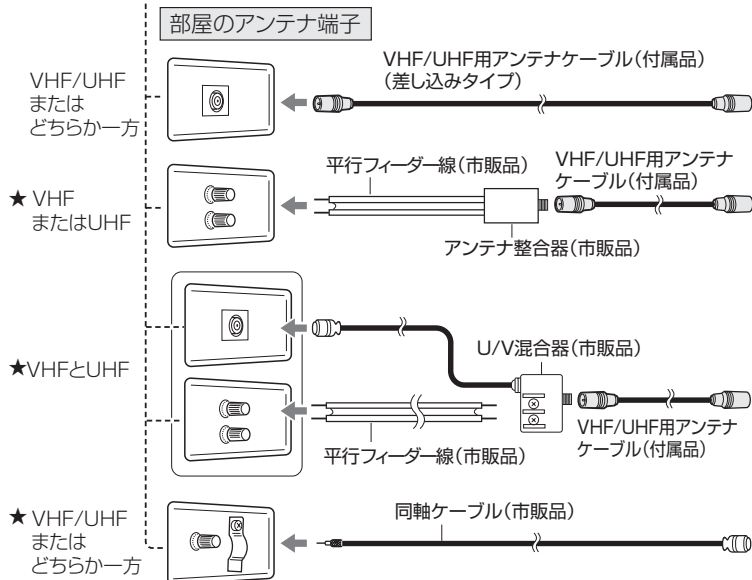 部屋のアンテナ端子
VHF/UHF
または
どちらか一方
VHF/UHF用アンテナケーブル（付属品）
（差し込みタイプ）
★ VHF
またはUHF
平行フィーダー線（市販品）
VHF/UHF用アンテナ
ケーブル（付属品）
アンテナ整合器（市販品）
★VHFとUHF
U/V混合器（市販品）
平行フィーダー線（市販品）
VHF/UHF用アンテナ
ケーブル（付属品）
★ VHF/UHF
または
どちらか一方
同軸ケーブル（市販品）